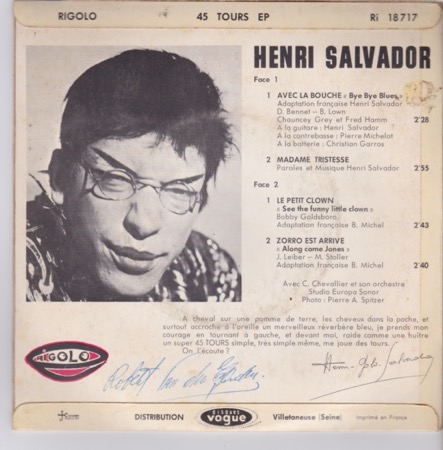 RIGOLO 45 TOURS EP Ri 18717
HENRI SALVADOR
Face 1
1 AVEC LA BOUCHE « Bye Bye Blues »
Adaptation française Henri Salvador
D. Bennet - B. Lown
Chauncey Grey et Fred Hamm 2'28
A la guitare : Henri Salvador
A la contrebasse : Pierre Michelot
A la batterie : Christian Garros
2 MADAME TRISTESSE
Paroles et Musique Henri Salvador 2'55
Face 2
1 LE PETIT CLOWN
« See the funny little clown »
Bobby Goldsboro
Adaptation française B. Michel 2'43
2 ZORRO EST ARRIVE
« Along came Jones »
J. Leiber - M. Stoller
Adaptation française B. Michel 2'40
Avec C. Chevallier et son orchestre
Studio Europa Sonor
Photo : Pierre A. Spitzer
A cheval sur une pomme de terre, les cheveux dans la poche, et
surtout accroché à l'oreille un merveilleux réverbère bleu, je prends mon
courage en tournant à gauche, et devant moi, raide comme une huître
un super 45 TOURS simple, très simple même, me joue des tours.
On l'écoute ?
RIGOLO
Robert Van der
Henri Salvador
DISTRIBUTION DISQUES vogue Villetaneuse (Seine) imprimé en France